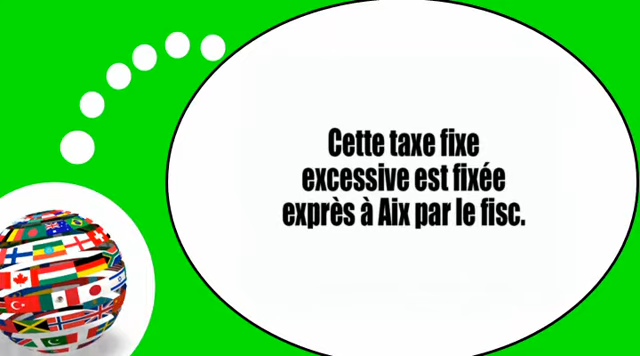 Cette taxe fixe
excessive est fixée
exprès à Aix par le fisc.